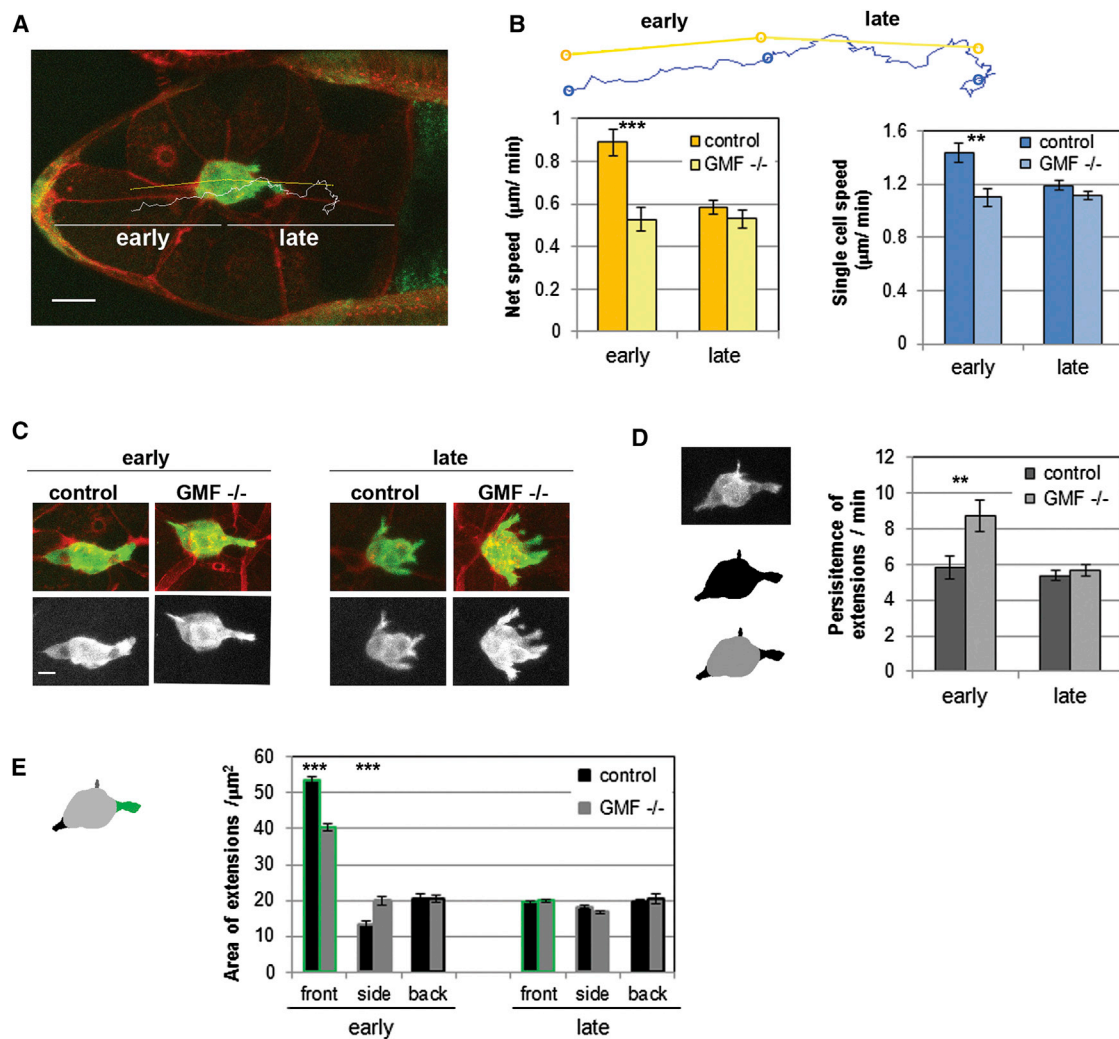 A
early
late
B
early
late
Net speed (µm/ min)
1
0.8
0.6
0.4
0.2
0
***
control
GMF -/-
early
late
Single cell speed
(µm/ min)
1.6
1.2
0.8
0.4
0
**
control
GMF -/-
early
late
C
early
late
control
GMF -/-
control
GMF -/-
D
Persisitemce of
extensions / min
12
10
8
6
4
2
0
**
control
GMF -/-
early
late
E
Area of extensions /µm²
60
50
40
30
20
10
0
***
***
control
GMF -/-
front
side
back
front
side
back
early
late